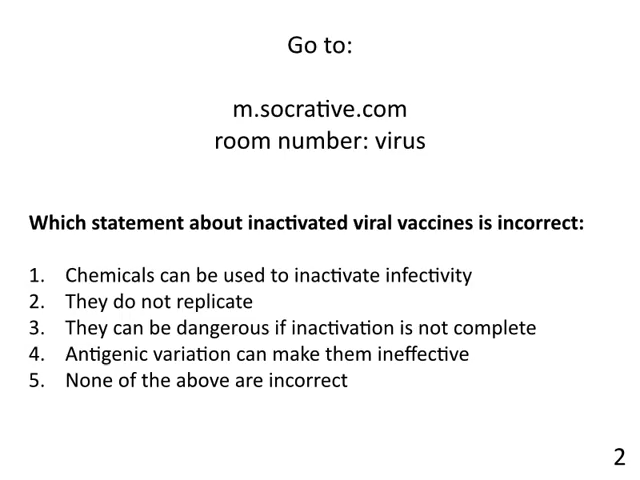 Go to:
m.socrative.com
room number: virus
Which statement about inactivated viral vaccines is incorrect:
1. Chemicals can be used to inactivate infectivity
2. They do not replicate
3. They can be dangerous if inactivation is not complete
4. Antigenic variation can make them ineffective
5. None of the above are incorrect
2